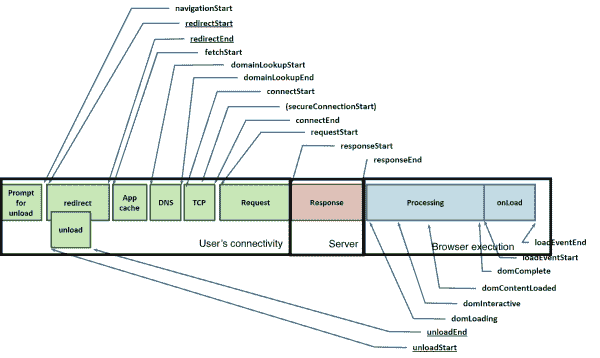 navigationStart
redirectStart
redirectEnd
fetchStart
domainLookupStart
domainLookupEnd
connectStart
(secureConnectionStart)
connectEnd
requestStart
responseStart
responseEnd
Prompt
for
unload
redirect
unload
App
cache
DNS
TCP
Request
Response
Processing
onLoad
User's connectivity
Server
Browser execution
loadEventEnd
loadEventStart
domComplete
domContentLoaded
domInteractive
domLoading
unloadEnd
unloadStart